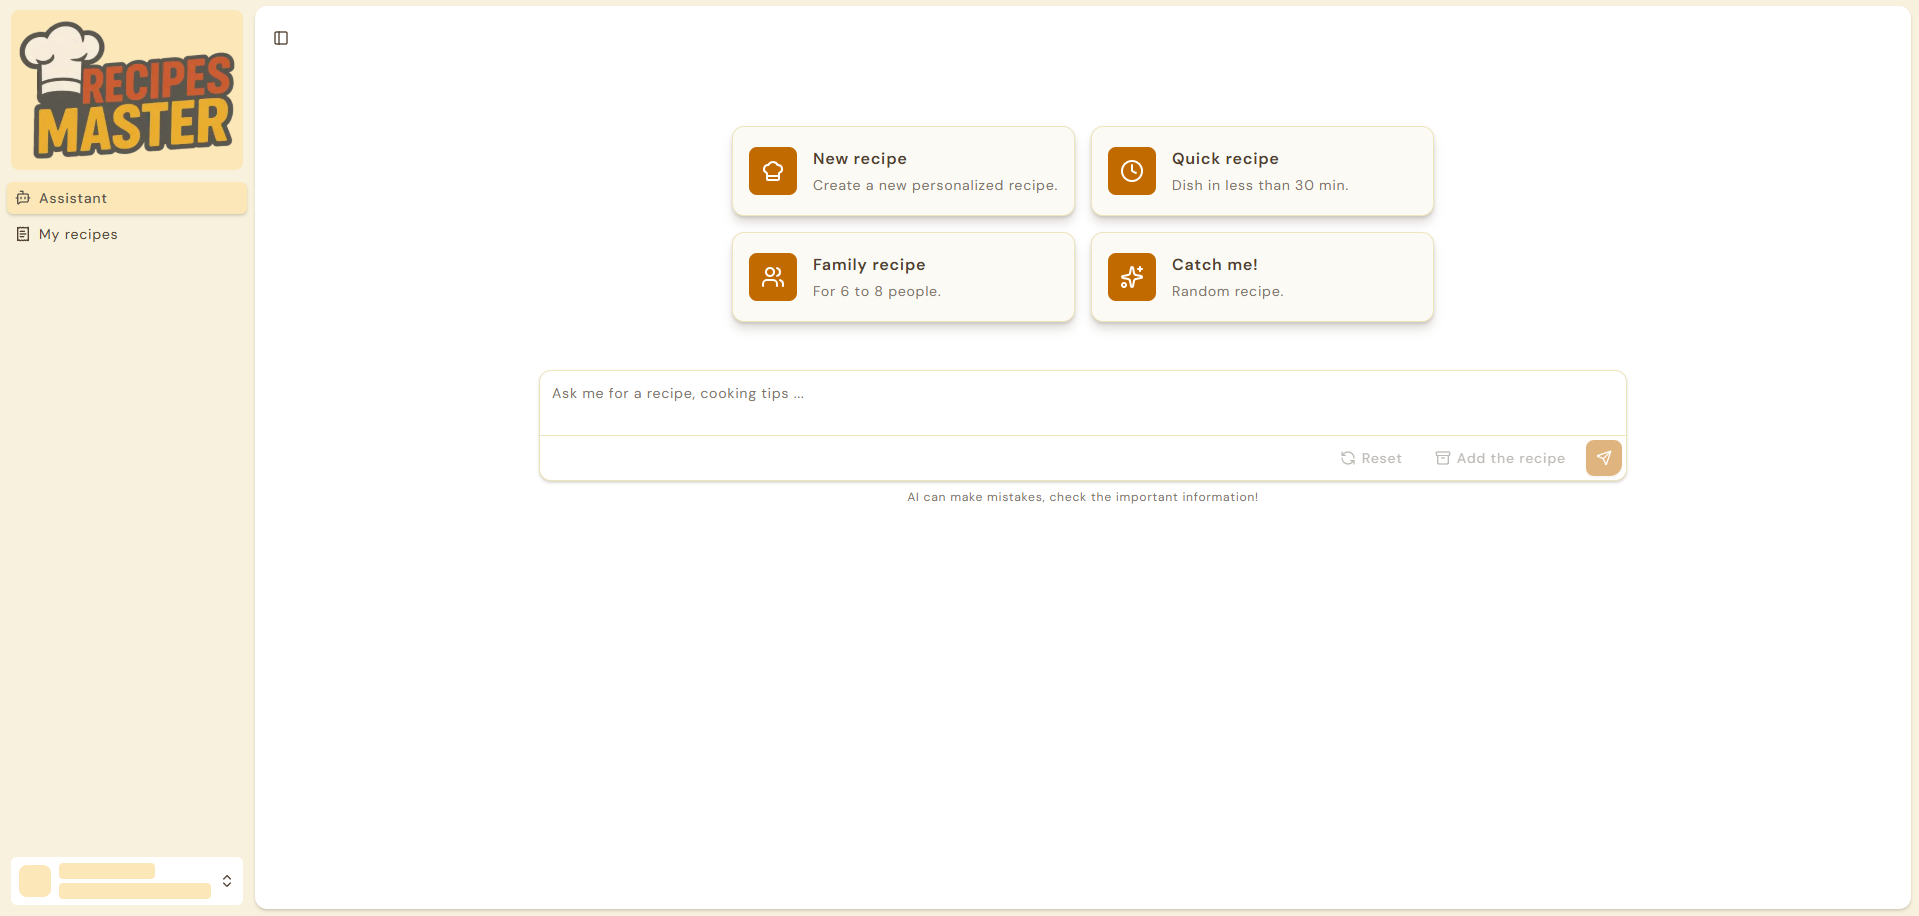 RECIPES
MASTER
Assistant
My recipes
New recipe
Create a new personalized recipe.
Quick recipe
Dish in less than 30 min.
Family recipe
For 6 to 8 people.
Catch me!
Random recipe.
Ask me for a recipe, cooking tips ...
Reset
Add the recipe
AI can make mistakes, check the important information!